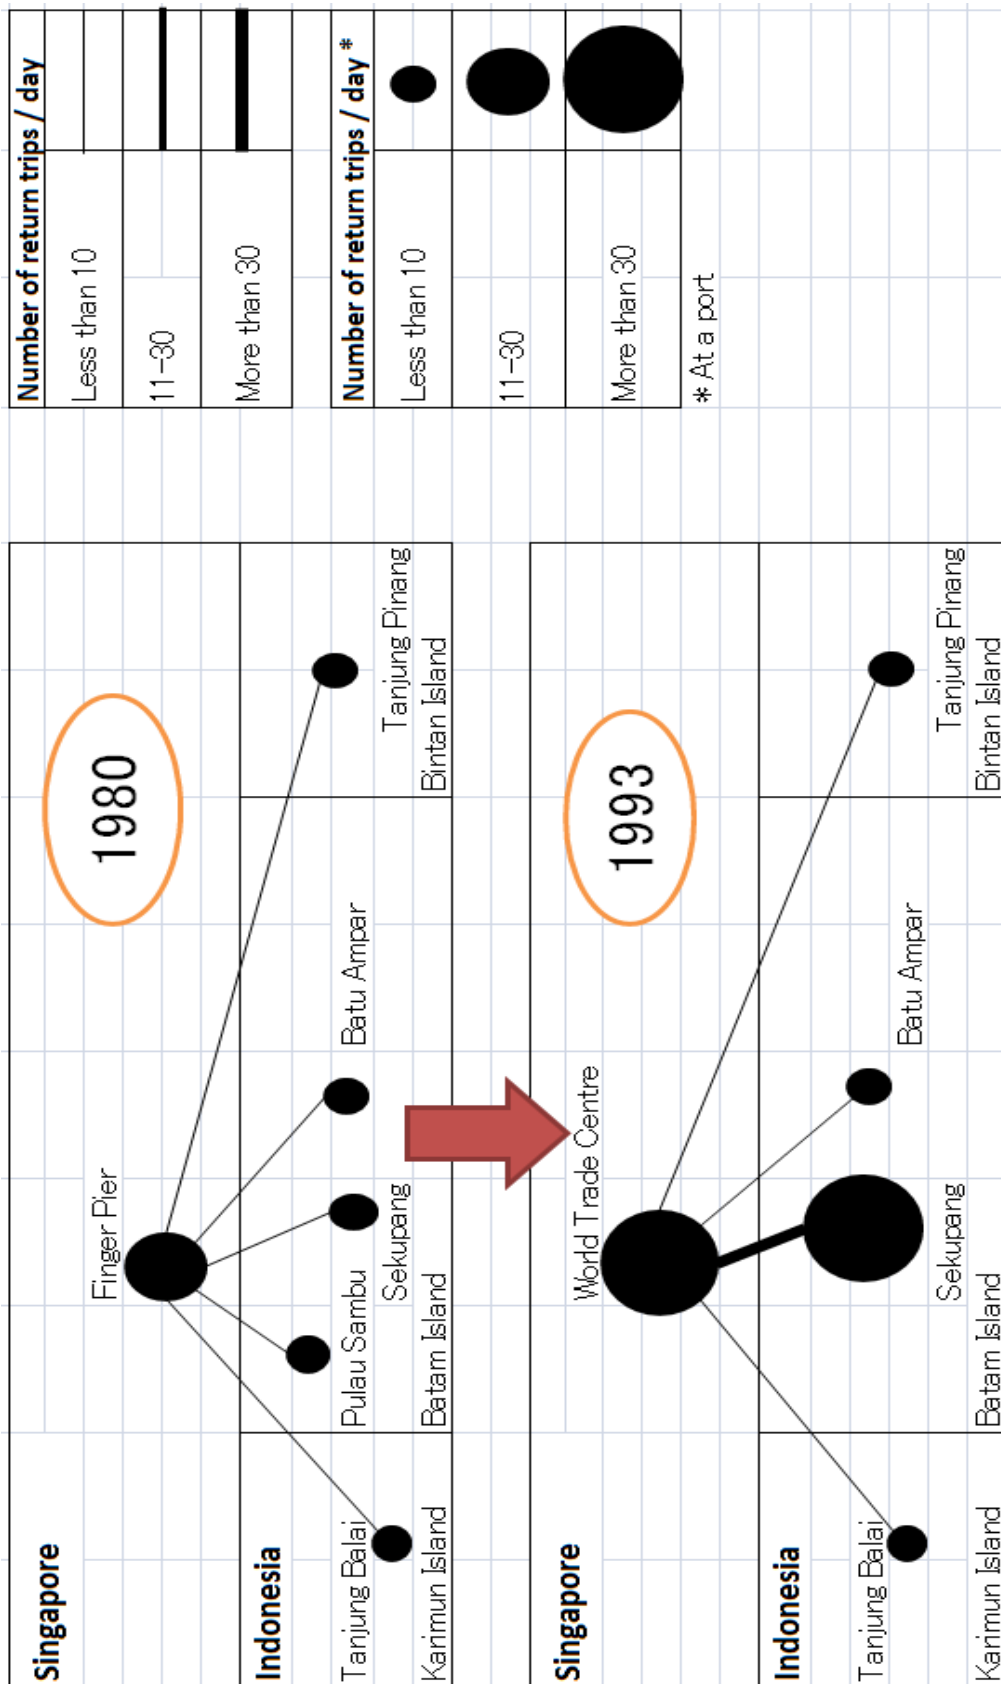 Singapore
1980
Finger Pier
Indonesia
Tanjung Balai
Pulau Sambu
Sekupang
Batu Ampar
Tanjung Pinang
Karimun Island
Batam Island
Bintan Island
Singapore
1993
World Trade Centre
Indonesia
Tanjung Balai
Sekupang
Batu Ampar
Tanjung Pinang
Karimun Island
Batam Island
Bintan Island
Number of return trips / day
Less than 10
11-30
More than 30
Number of return trips / day *
Less than 10
11-30
More than 30
* At a port